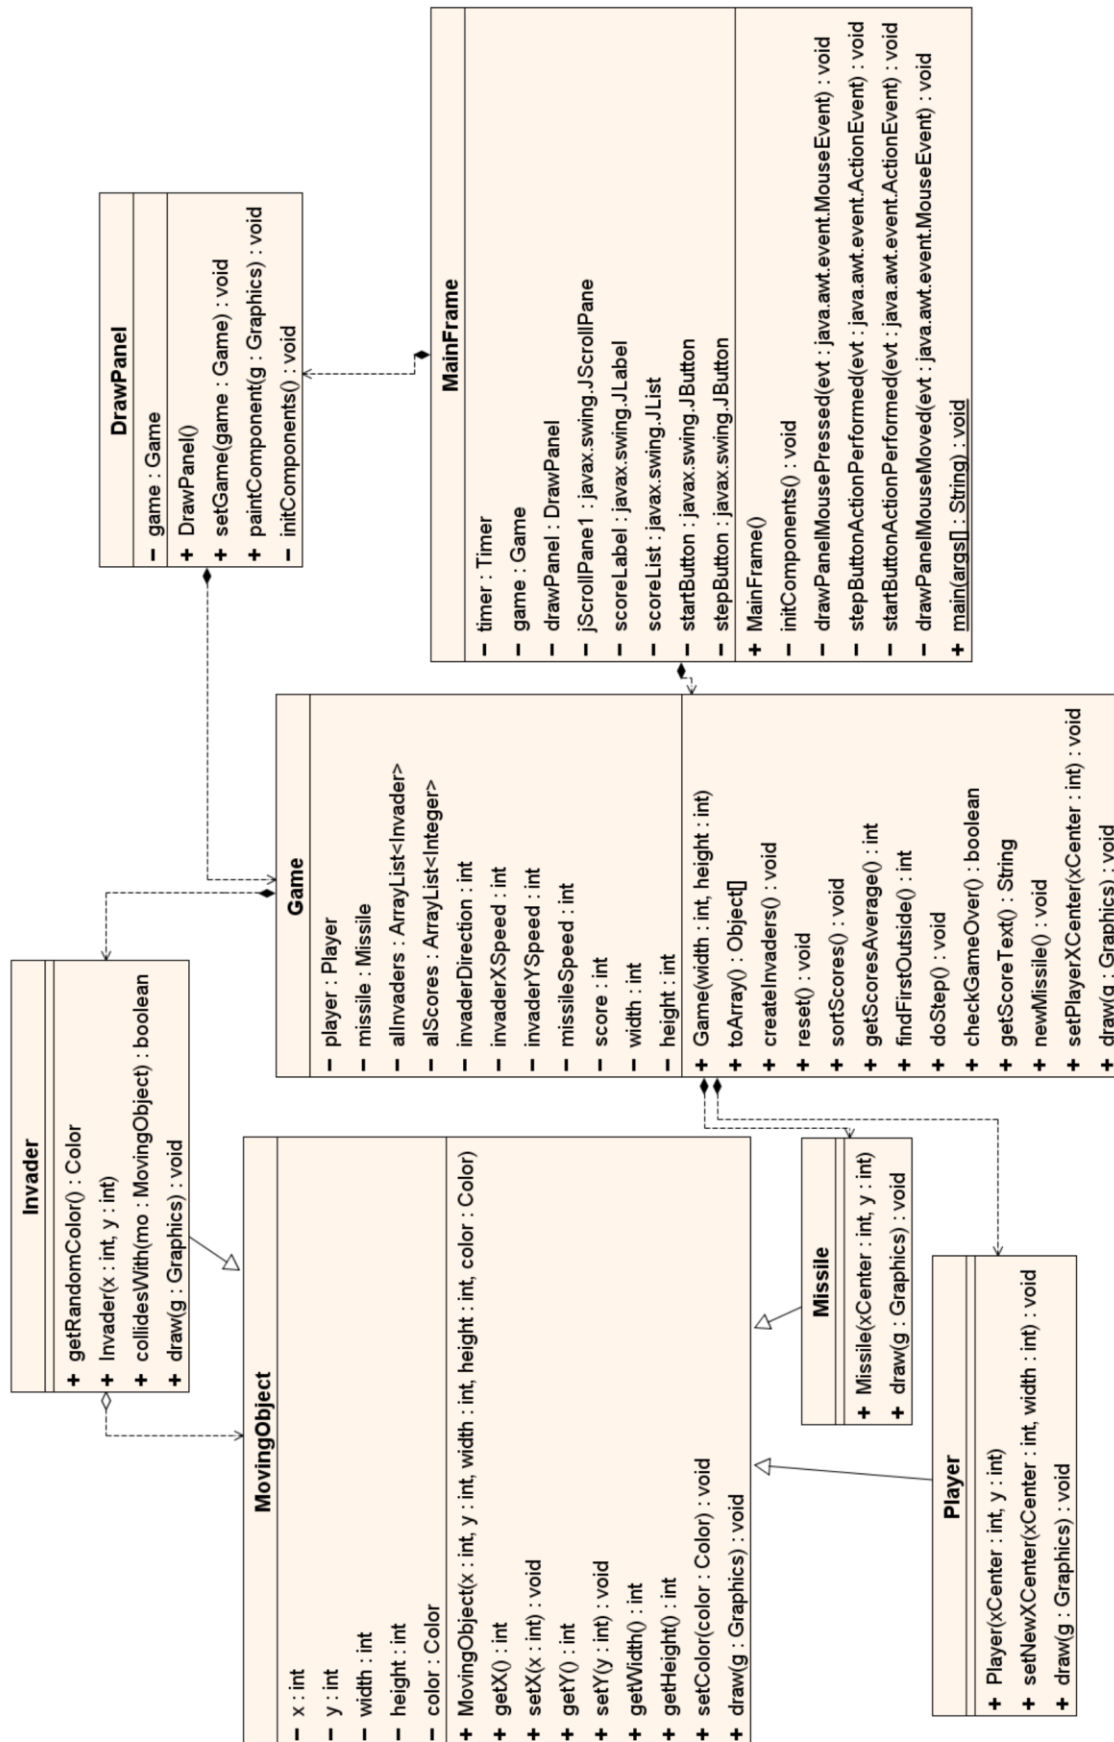 DrawPanel
− game : Game
+ DrawPanel()
+ setGame(game : Game) : void
+ paintComponent(g : Graphics) : void
− initComponents() : void
MainFrame
− timer : Timer
− game : Game
− drawPanel : DrawPanel
− jScrollPane1 : javax.swing.JScrollPane
− scoreLabel : javax.swing.JLabel
− scoreList : javax.swing.JList
− startButton : javax.swing.JButton
− stepButton : javax.swing.JButton
+ MainFrame()
− initComponents() : void
− drawPanelMousePressed(evt : java.awt.event.MouseEvent) : void
− stepButtonActionPerformed(evt : java.awt.event.ActionEvent) : void
− startButtonActionPerformed(evt : java.awt.event.ActionEvent) : void
− drawPanelMouseMoved(evt : java.awt.event.MouseEvent) : void
+ main(args[] : String) : void
Game
− player : Player
− missile : Missile
− alInvaders : ArrayList<Invader>
− alScores : ArrayList<Integer>
− invaderDirection : int
− invaderXSpeed : int
− invaderYSpeed : int
− missileSpeed : int
− score : int
− width : int
− height : int
+ Game(width : int, height : int)
+ toArray() : Object[]
+ createInvaders() : void
+ reset() : void
+ sortScores() : void
+ getScoresAverage() : int
+ findFirstOutside() : int
+ doStep() : void
+ checkGameOver() : boolean
+ getScoreText() : String
+ newMissile() : void
+ setPlayerXCenter(xCenter : int) : void
+ draw(g : Graphics) : void
Invader
+ getRandomColor() : Color
+ Invader(x : int, y : int)
+ collidesWith(mo : MovingObject) : boolean
+ draw(g : Graphics) : void
MovingObject
− x : int
− y : int
− width : int
− height : int
− color : Color
+ MovingObject(x : int, y : int, width : int, height : int, color : Color)
+ getX() : int
+ setX(x : int) : void
+ getY() : int
+ setY(y : int) : void
+ getWidth() : int
+ getHeight() : int
+ setColor(color : Color) : void
+ draw(g : Graphics) : void
Missile
+ Missile(xCenter : int, y : int)
+ draw(g : Graphics) : void
Player
+ Player(xCenter : int, y : int)
+ setNewXCenter(xCenter : int, width : int) : void
+ draw(g : Graphics) : void